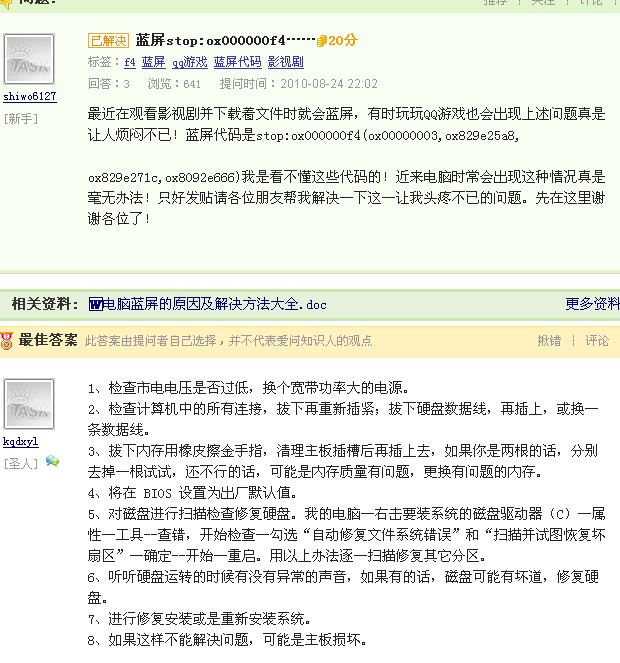 问题:
推荐 | 关注 | 评论
已解决 蓝屏stop:ox000000f4……20分
标签: f4 蓝屏 qq游戏 蓝屏代码 影视剧
回答: 3 浏览: 641 提问时间: 2010-08-24 22:02
shiwo6127
[新手]
最近在观看影视剧并下载着文件时就会蓝屏，有时玩玩QQ游戏也会出现上述问题真是
让人烦闷不已！蓝屏代码是stop:ox000000f4(ox00000003,ox829e25a8,
ox829e271c,ox8092e666)我是看不懂这些代码的！近来电脑时常会出现这种情况真是
毫无办法！只好发贴请各位朋友帮我解决一下这一让我头疼不已的问题。先在这里谢
谢各位了！
相关资料: 电脑蓝屏的原因及解决方法大全.doc 更多资料
最佳答案 此答案由提问者自己选择，并不代表爱问知识人的观点 揪错 | 评论
kqdxyl
[圣人]
1、检查市电电压是否过低，换个宽带功率大的电源。
2、检查计算机中的所有连接，拔下再重新插紧；拔下硬盘数据线，再插上，或换一
条数据线。
3、拔下内存用橡皮擦金手指，清理主板插槽后再插上去，如果你是两根的话，分别
去掉一根试试，还不行的话，可能是内存质量有问题，更换有问题的内存。
4、将在 BIOS 设置为出厂默认值。
5、对磁盘进行扫描检查修复硬盘。我的电脑一右击要装系统的磁盘驱动器（C）一属
性一工具--查错，开始检查一勾选“自动修复文件系统错误”和“扫描并试图恢复坏
扇区”一确定--开始一重启。用以上办法逐一扫描修复其它分区。
6、听听硬盘运转的时候有没有异常的声音，如果有的话，磁盘可能有坏道，修复硬
盘。
7、进行修复安装或是重新安装系统。
8、如果这样不能解决问题，可能是主板损坏。